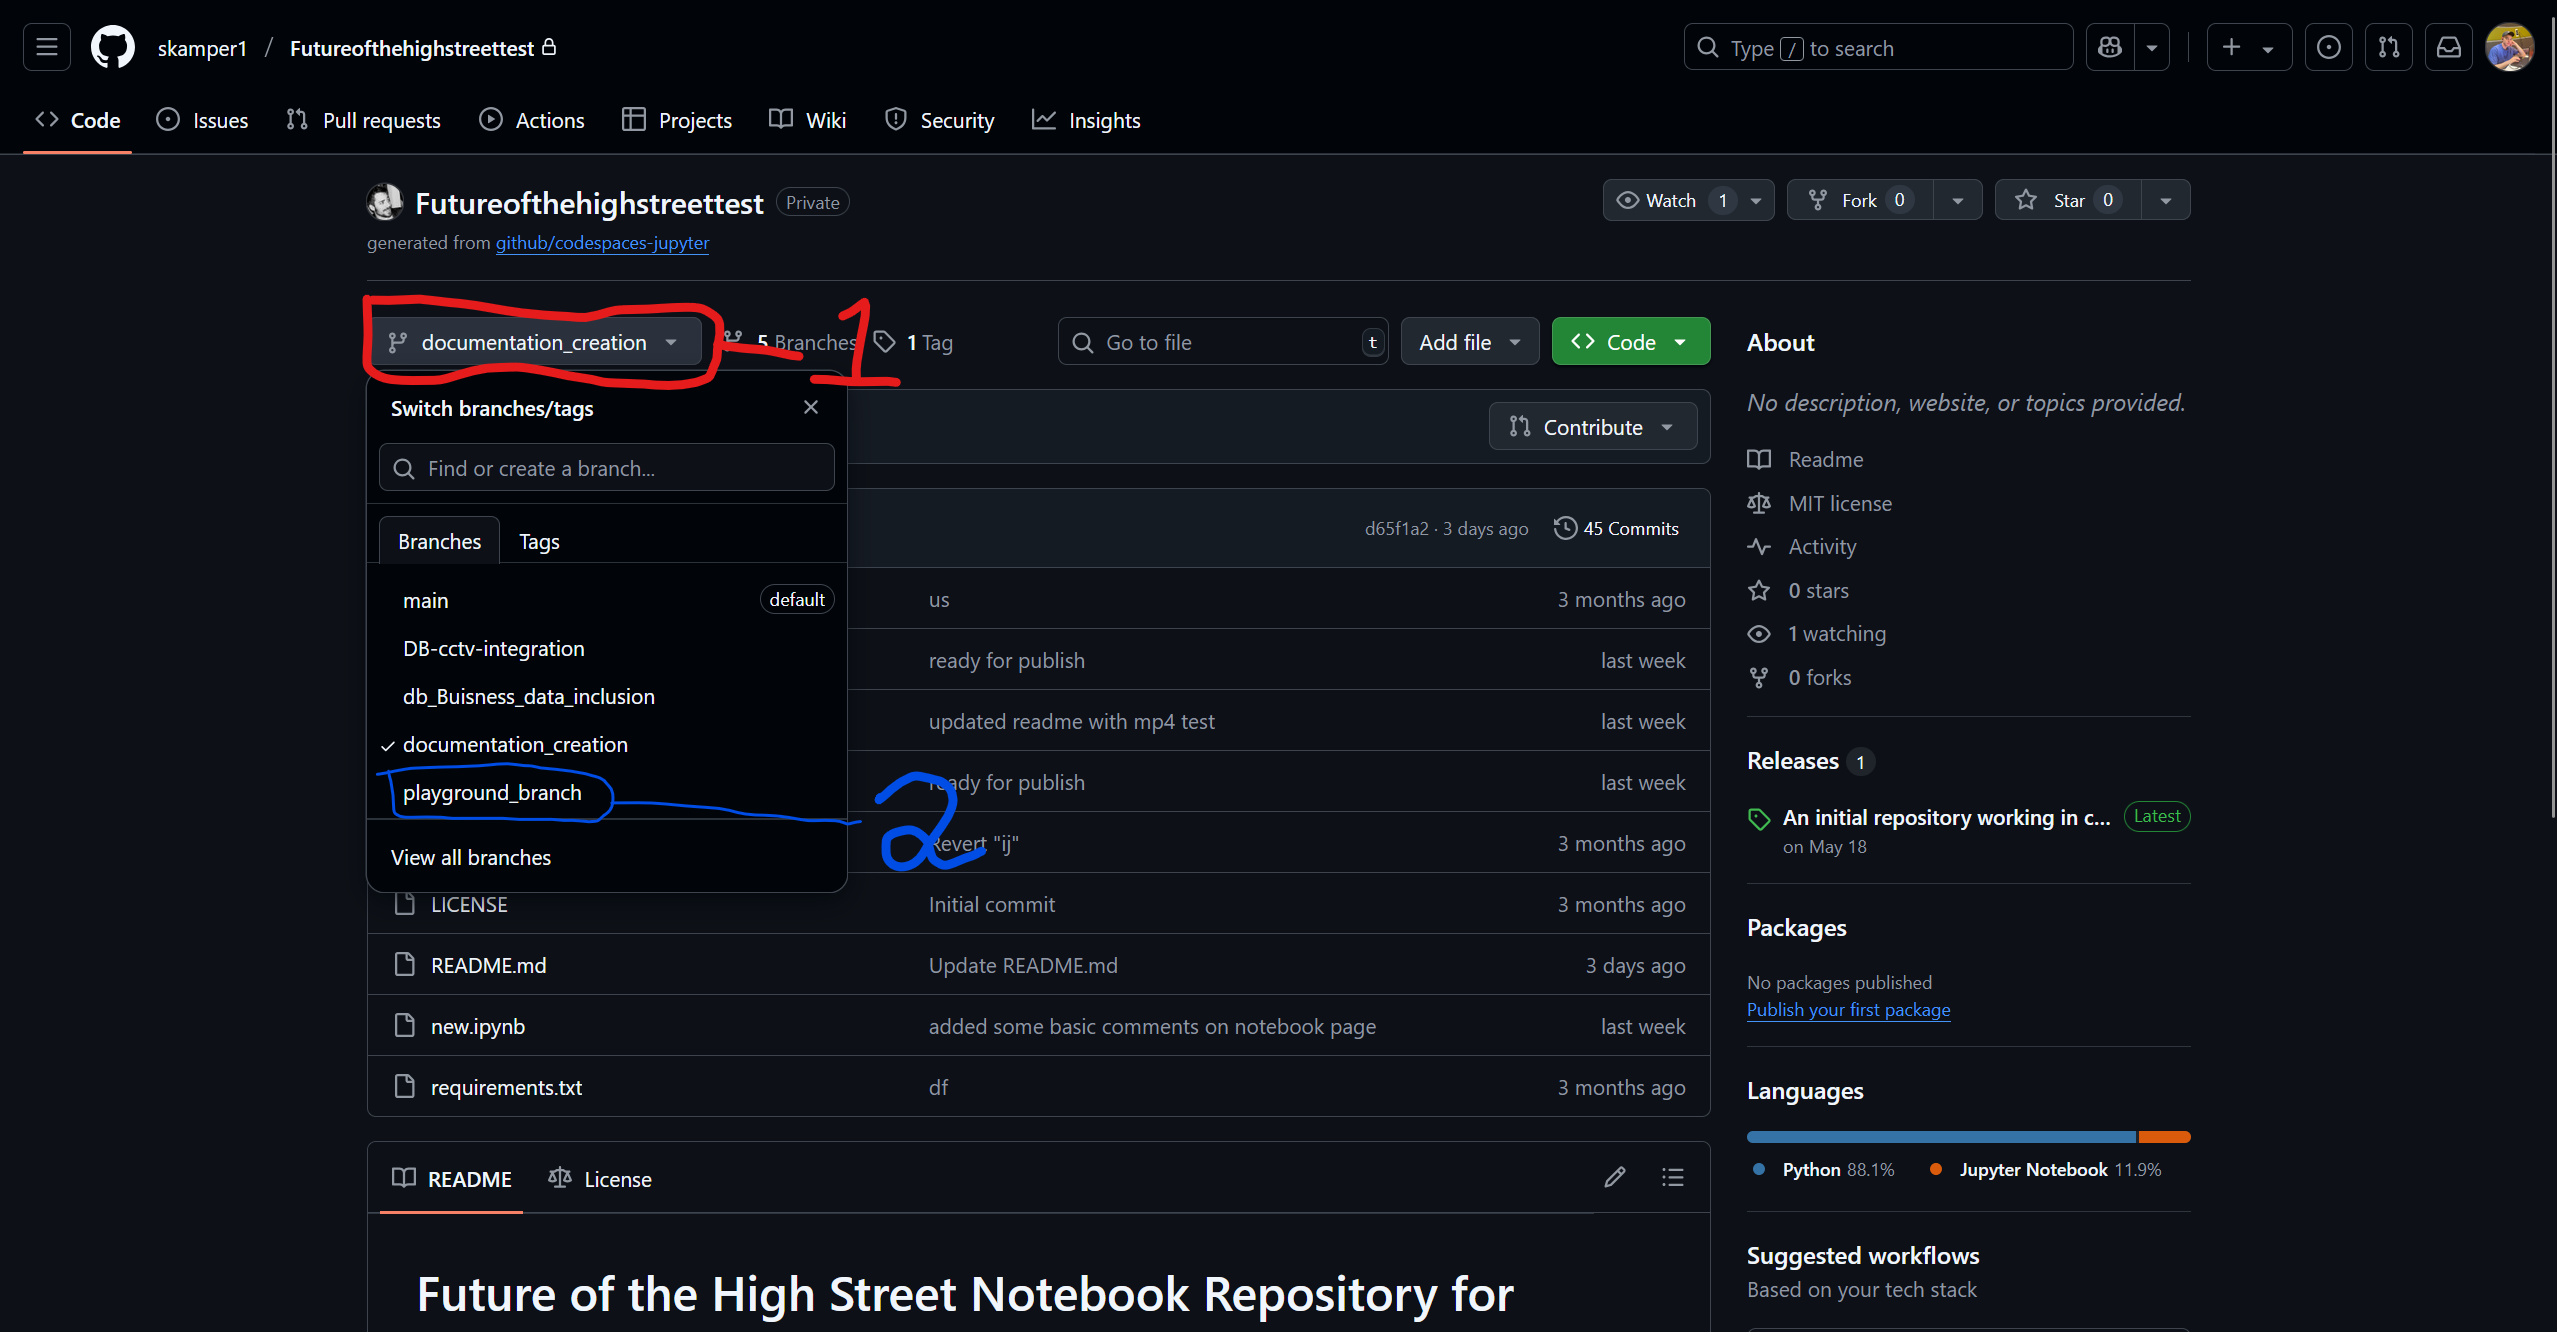 skamper1 / Futureofthehighstreettest
Type / to search
Code Issues Pull requests Actions Projects Wiki Security Insights
Futureofthehighstreettest Private
Watch 1 Fork 0 Star 0
generated from github/codespaces-jupyter
documentation_creation 5 Branches 1 Tag
1
Go to file t Add file Code
Switch branches/tags
Contribute
Find or create a branch...
d65f1a2 · 3 days ago 45 Commits
Branches Tags
main default
us 3 months ago
DB-cctv-integration
ready for publish last week
db_Buisness_data_inclusion
updated readme with mp4 test last week
documentation_creation
playground_branch
ready for publish last week
2
Revert "ij" 3 months ago
View all branches
LICENSE Initial commit 3 months ago
README.md Update README.md 3 days ago
new.ipynb added some basic comments on notebook page last week
requirements.txt df 3 months ago
README License
Future of the High Street Notebook Repository for
About
No description, website, or topics provided.
Readme
MIT license
Activity
0 stars
1 watching
0 forks
Releases 1
An initial repository working in c... Latest
on May 18
Packages
No packages published
Publish your first package
Languages
Python 88.1% Jupyter Notebook 11.9%
Suggested workflows
Based on your tech stack